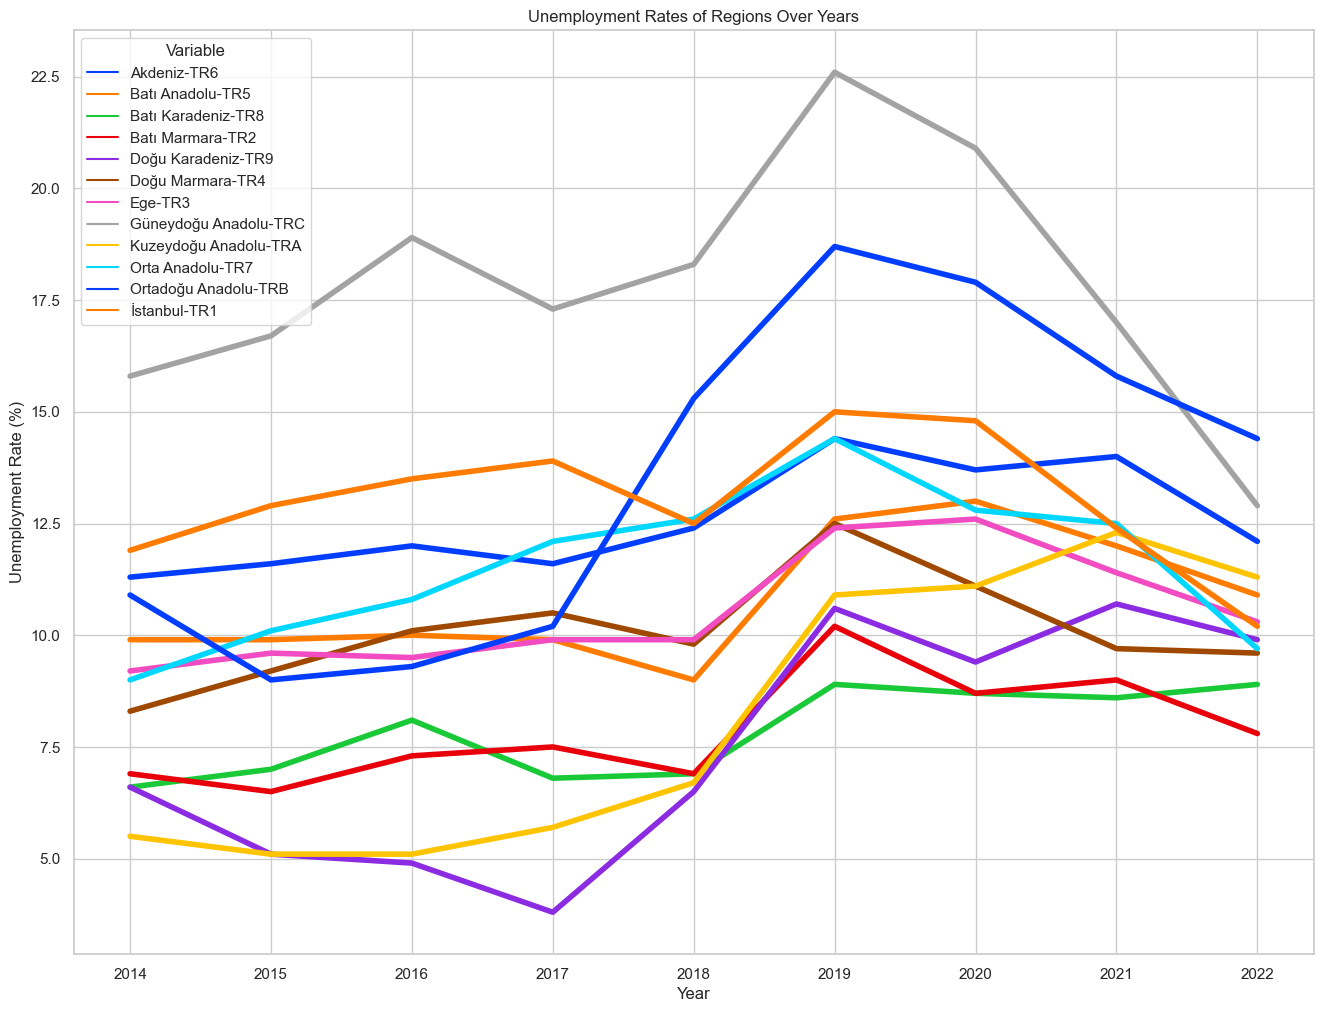 Unemployment Rates of Regions Over Years
Variable
Akdeniz-TR6
Batı Anadolu-TR5
Batı Karadeniz-TR8
Batı Marmara-TR2
Doğu Karadeniz-TR9
Doğu Marmara-TR4
Ege-TR3
Güneydoğu Anadolu-TRC
Kuzeydoğu Anadolu-TRA
Orta Anadolu-TR7
Ortadoğu Anadolu-TRB
İstanbul-TR1
Unemployment Rate (%)
22.5
20.0
17.5
15.0
12.5
10.0
7.5
5.0
2014 2015 2016 2017 2018 2019 2020 2021 2022
Year